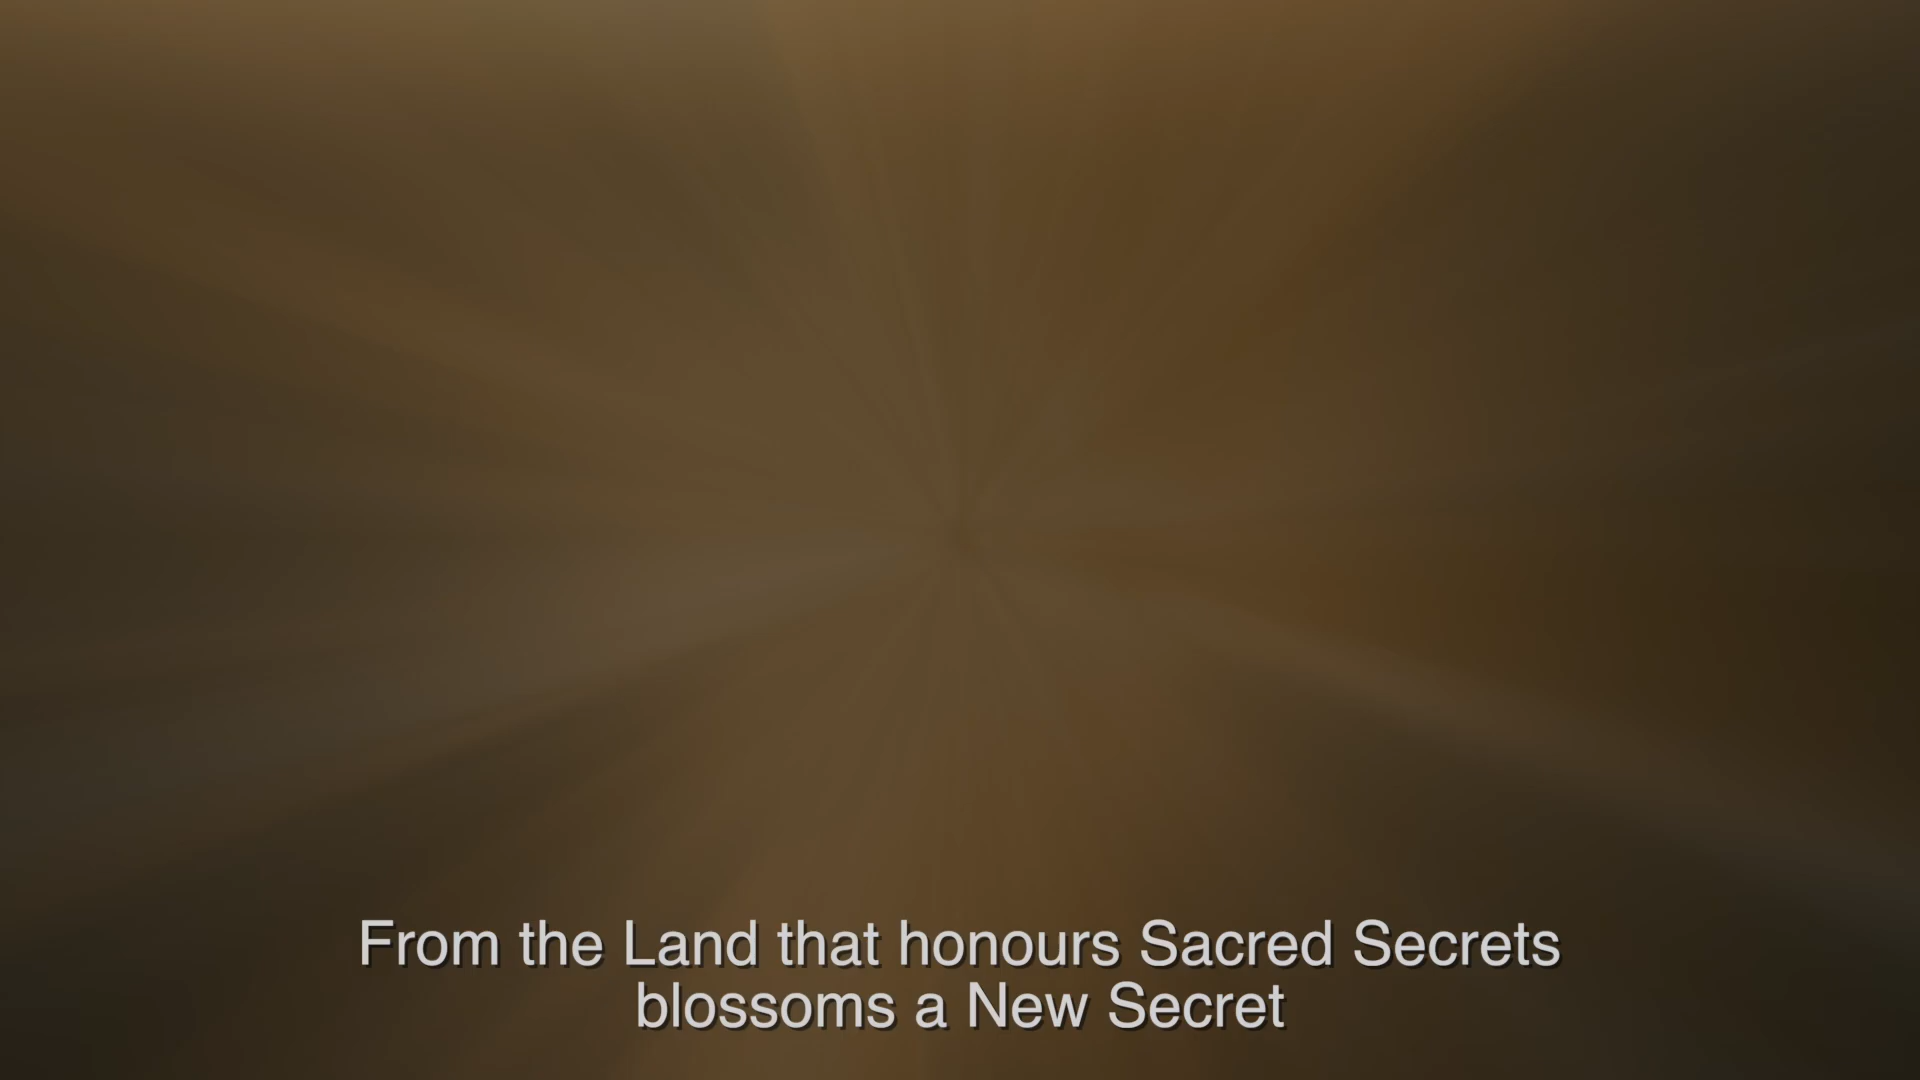 From the Land that honours Sacred Secrets
blossoms a New Secret